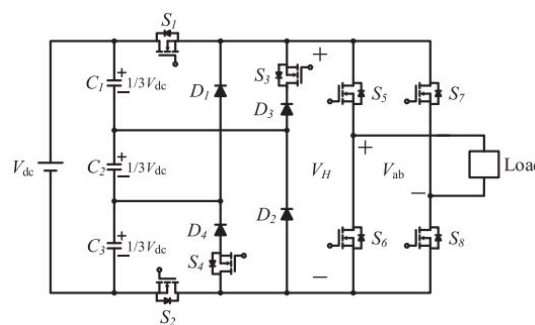 S1
C1 + − 1/3Vdc
D1
S3
+
D3
S5
S7
Vdc
C2 + − 1/3Vdc
VH
+
Vab
−
Load
D2
C3 + − 1/3Vdc
D4
S4
S6
S8
−
S2